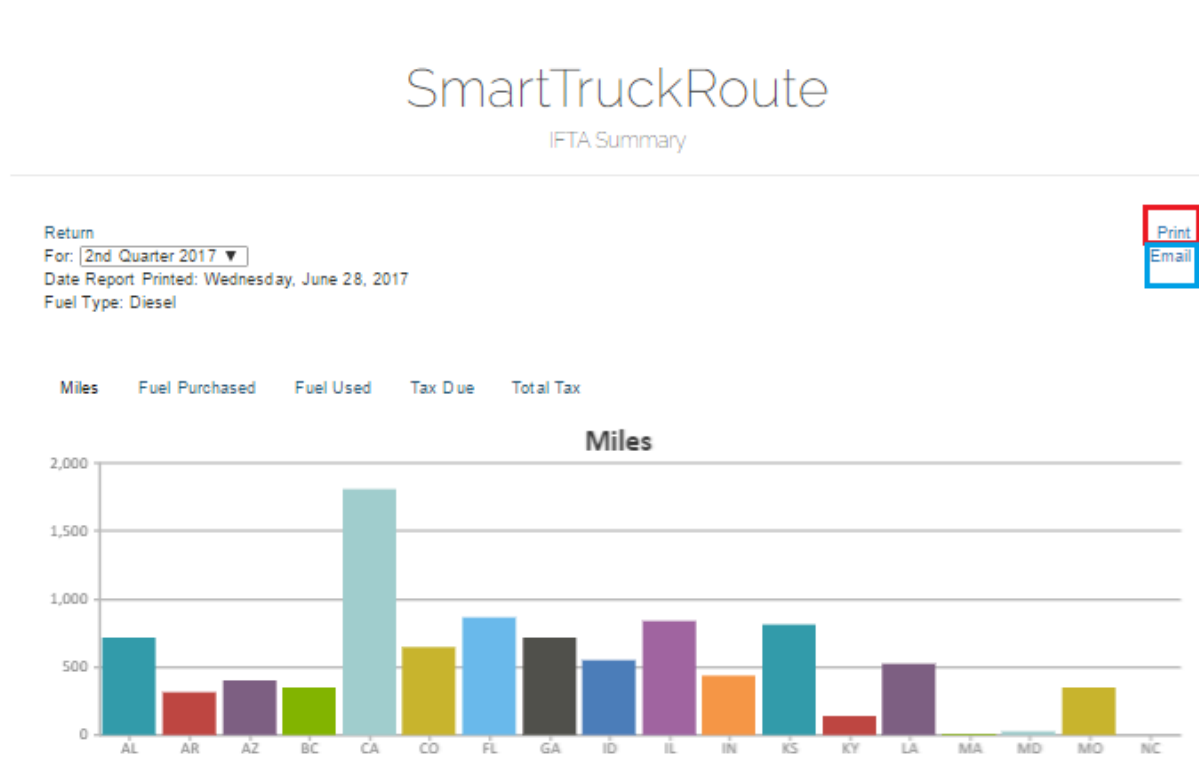 SmartTruckRoute
IFTA Summary
Return
Print
For: 2nd Quarter 2017 ▼
Email
Date Report Printed: Wednesday, June 28, 2017
Fuel Type: Diesel
Miles Fuel Purchased Fuel Used Tax Due Total Tax
Miles
2,000
1,500
1,000
500
0
AL AR AZ BC CA CO FL GA ID IL IN KS KY LA MA MD MO NC